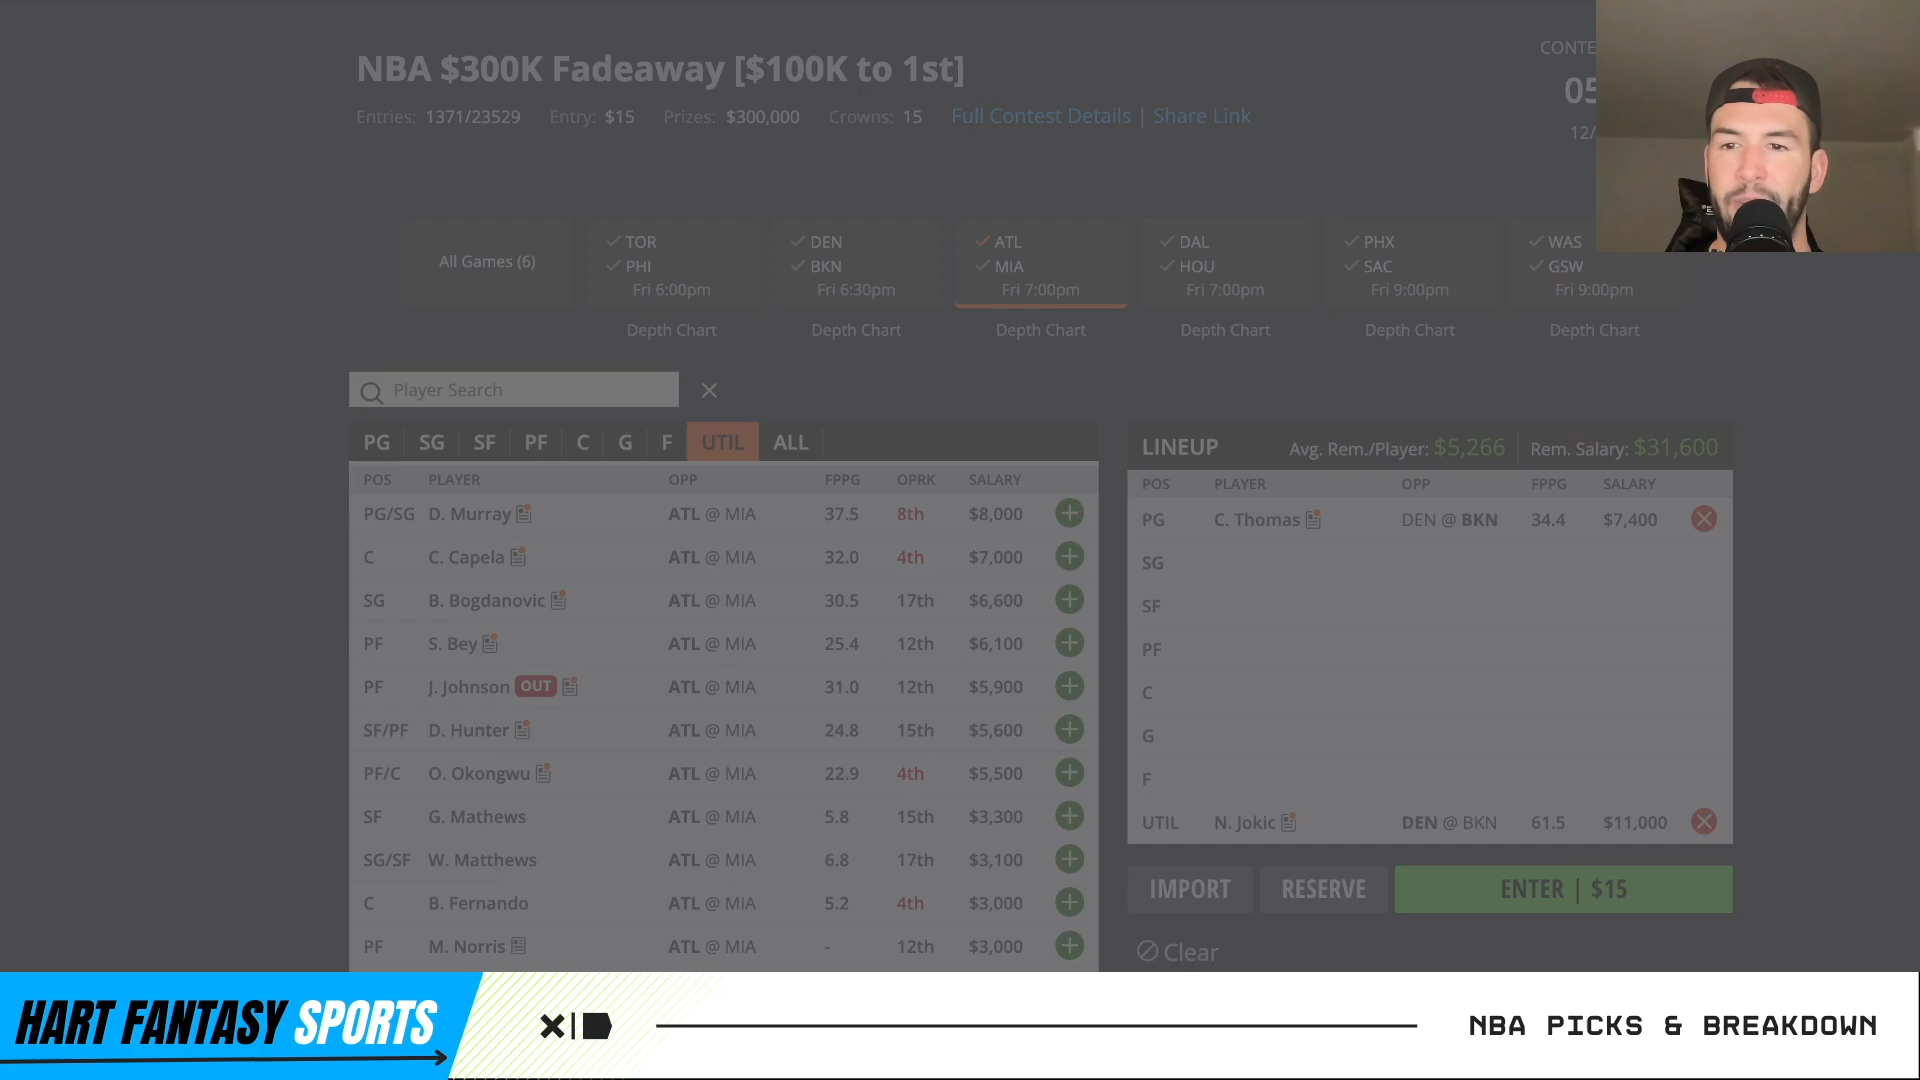 NBA $300K Fadeaway [$100K to 1st]
CONTE
Entries: 1371/23529 Entry: $15 Prizes: $300,000 Crowns: 15 Full Contest Details | Share Link
05
12/
All Games (6)
TOR
PHI
Fri 6:00pm
Depth Chart
DEN
BKN
Fri 6:30pm
Depth Chart
ATL
MIA
Fri 7:00pm
Depth Chart
DAL
HOU
Fri 7:00pm
Depth Chart
PHX
SAC
Fri 9:00pm
Depth Chart
WAS
GSW
Fri 9:00pm
Depth Chart
Player Search
PG SG SF PF C G F UTIL ALL
POS PLAYER OPP FPPG OPRK SALARY
PG/SG D. Murray ATL @ MIA 37.5 8th $8,000
C C. Capela ATL @ MIA 32.0 4th $7,000
SG B. Bogdanovic ATL @ MIA 30.5 17th $6,600
PF S. Bey ATL @ MIA 25.4 12th $6,100
PF J. Johnson OUT ATL @ MIA 31.0 12th $5,900
SF/PF D. Hunter ATL @ MIA 24.8 15th $5,600
PF/C O. Okongwu ATL @ MIA 22.9 4th $5,500
SF G. Mathews ATL @ MIA 5.8 15th $3,300
SG/SF W. Matthews ATL @ MIA 6.8 17th $3,100
C B. Fernando ATL @ MIA 5.2 4th $3,000
PF M. Norris ATL @ MIA - 12th $3,000
LINEUP Avg. Rem./Player: $5,266 Rem. Salary: $31,600
POS PLAYER OPP FPPG SALARY
PG C. Thomas DEN @ BKN 34.4 $7,400
SG
SF
PF
C
G
F
UTIL N. Jokic DEN @ BKN 61.5 $11,000
IMPORT RESERVE ENTER | $15
Clear
HART FANTASY SPORTS
NBA PICKS & BREAKDOWN